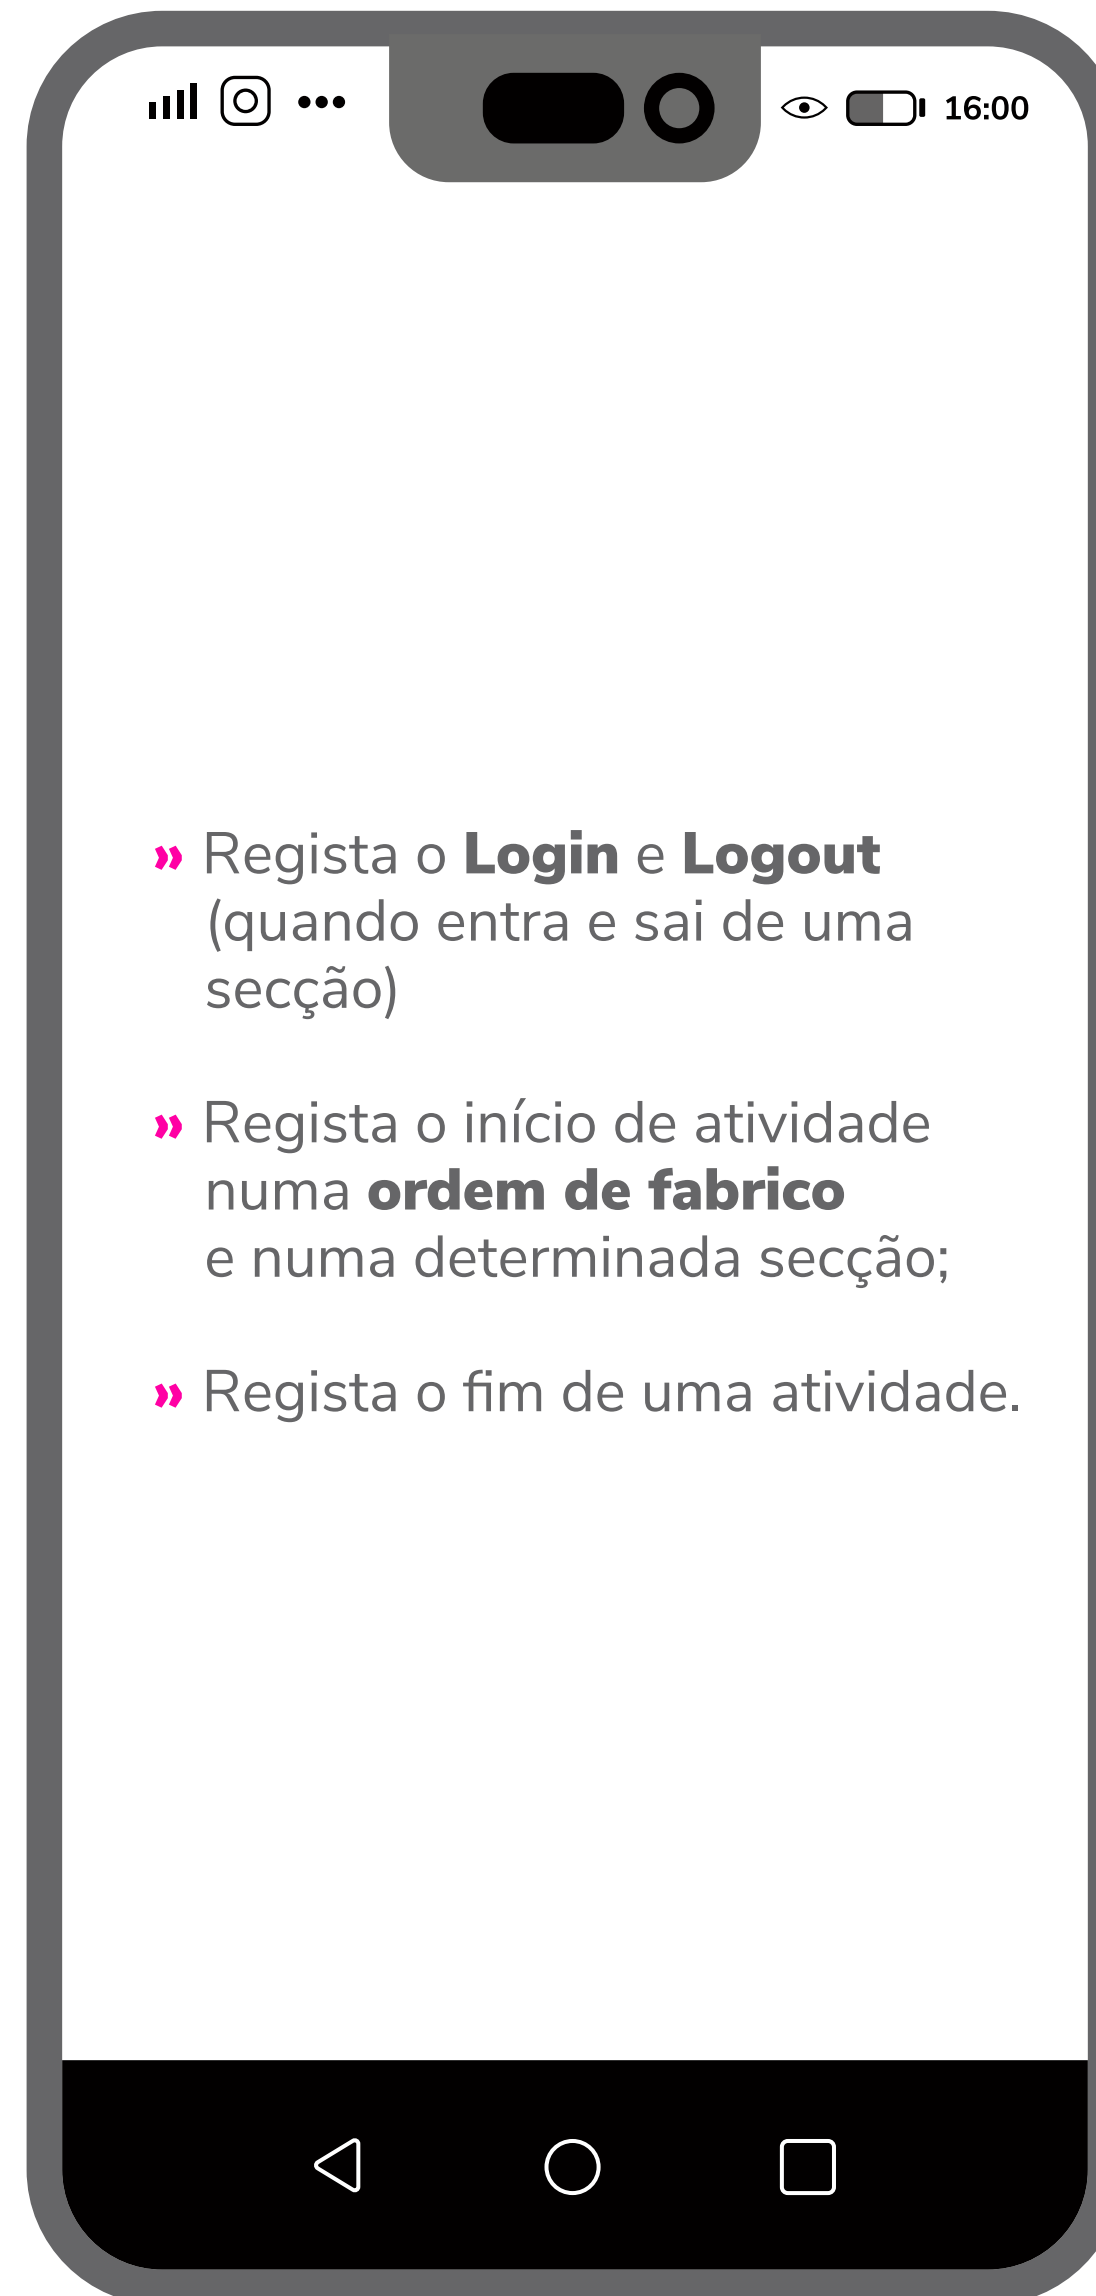 16:00
» Regista o Login e Logout
(quando entra e sai de uma
secção)
» Regista o início de atividade
numa ordem de fabrico
e numa determinada secção;
» Regista o fim de uma atividade.